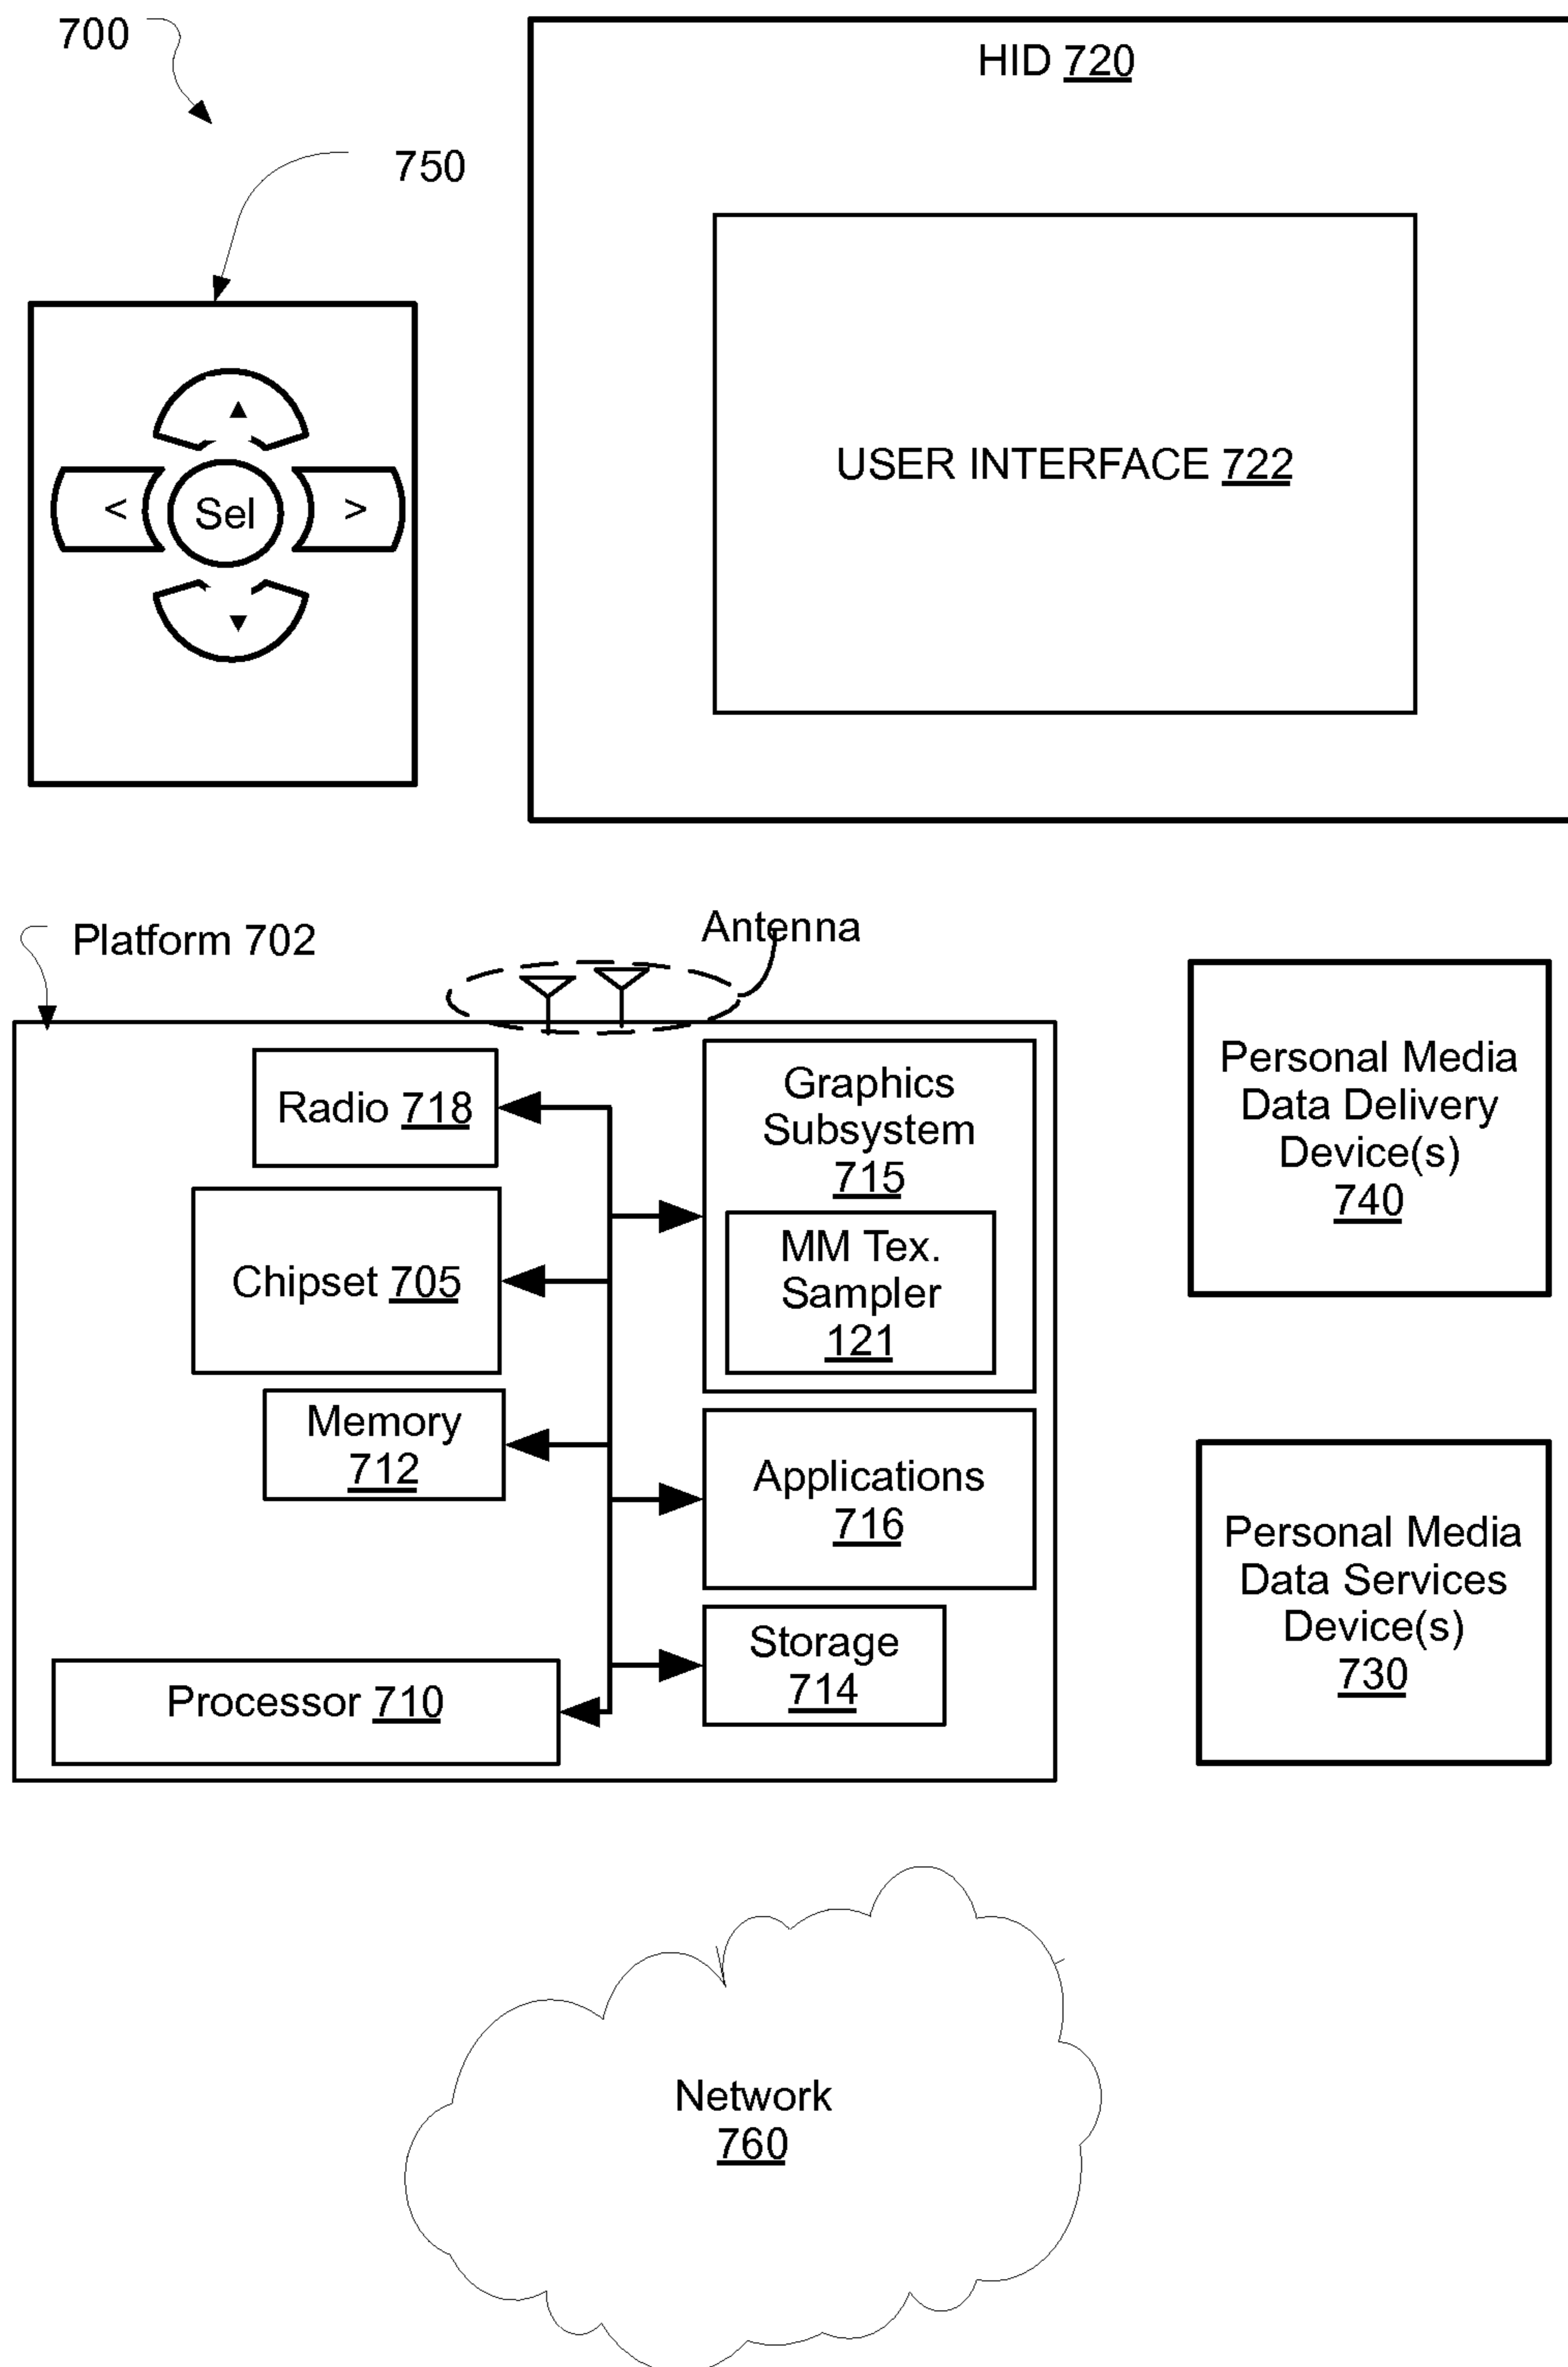 700
HID 720
750
▲
< Sel >
▼
USER INTERFACE 722
Platform 702
Antenna
Radio 718
Chipset 705
Memory
712
Processor 710
Graphics
Subsystem
715
MM Tex.
Sampler
121
Applications
716
Storage
714
Personal Media
Data Delivery
Device(s)
740
Personal Media
Data Services
Device(s)
730
Network
760